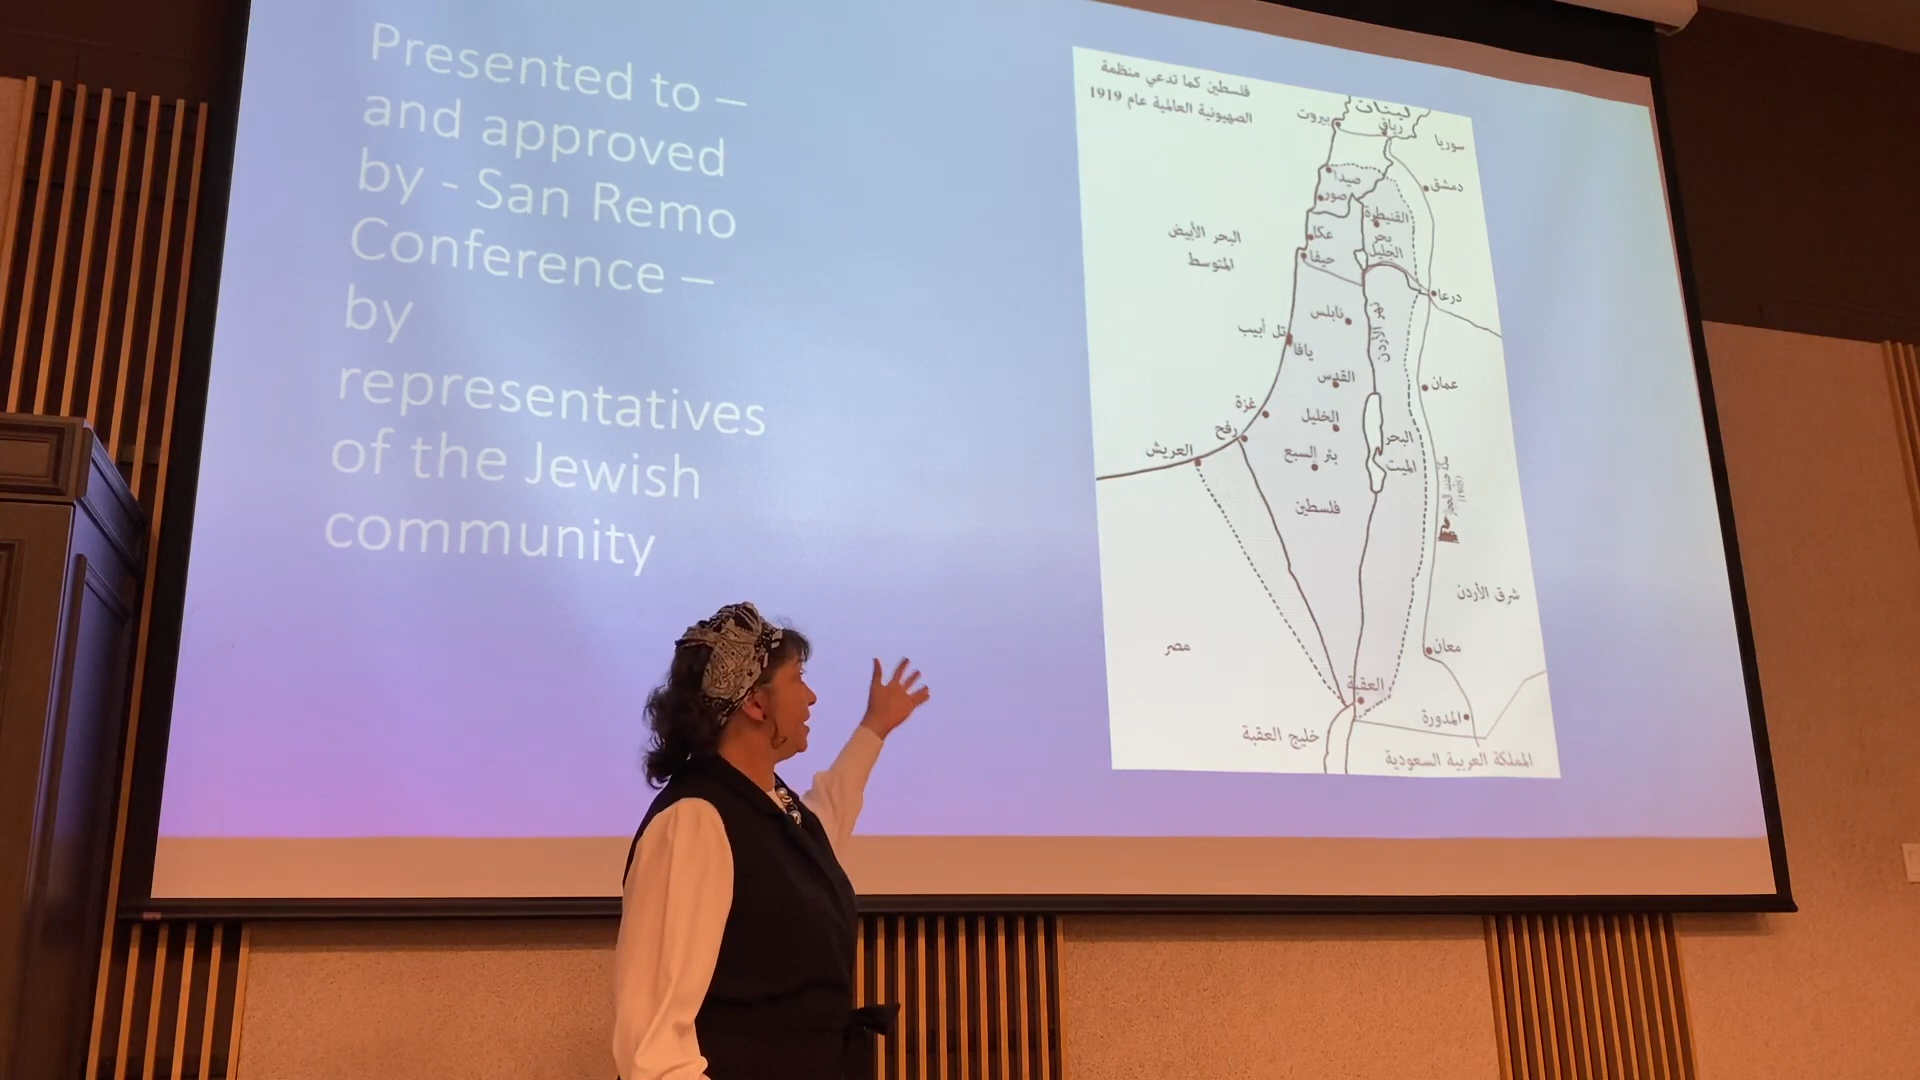 Presented to –
and approved
by - San Remo
Conference –
by
representatives
of the Jewish
community
فلسطين كما تدعي منظمة
الصهيونية العالمية عام 1919
لبنان
بيروت
رياق
سوريا
صيدا
دمشق
صور
القنيطرة
عكا
بحر
الجليل
حيفا
البحر الأبيض
المتوسط
درعا
نابلس
نهر الأردن
تل أبيب
يافا
القدس
عمان
غزة
الخليل
رفح
البحر
الميت
العريش
بئر السبع
فلسطين
شرق الأردن
مصر
معان
العقبة
المدورة
خليج العقبة
المملكة العربية السعودية